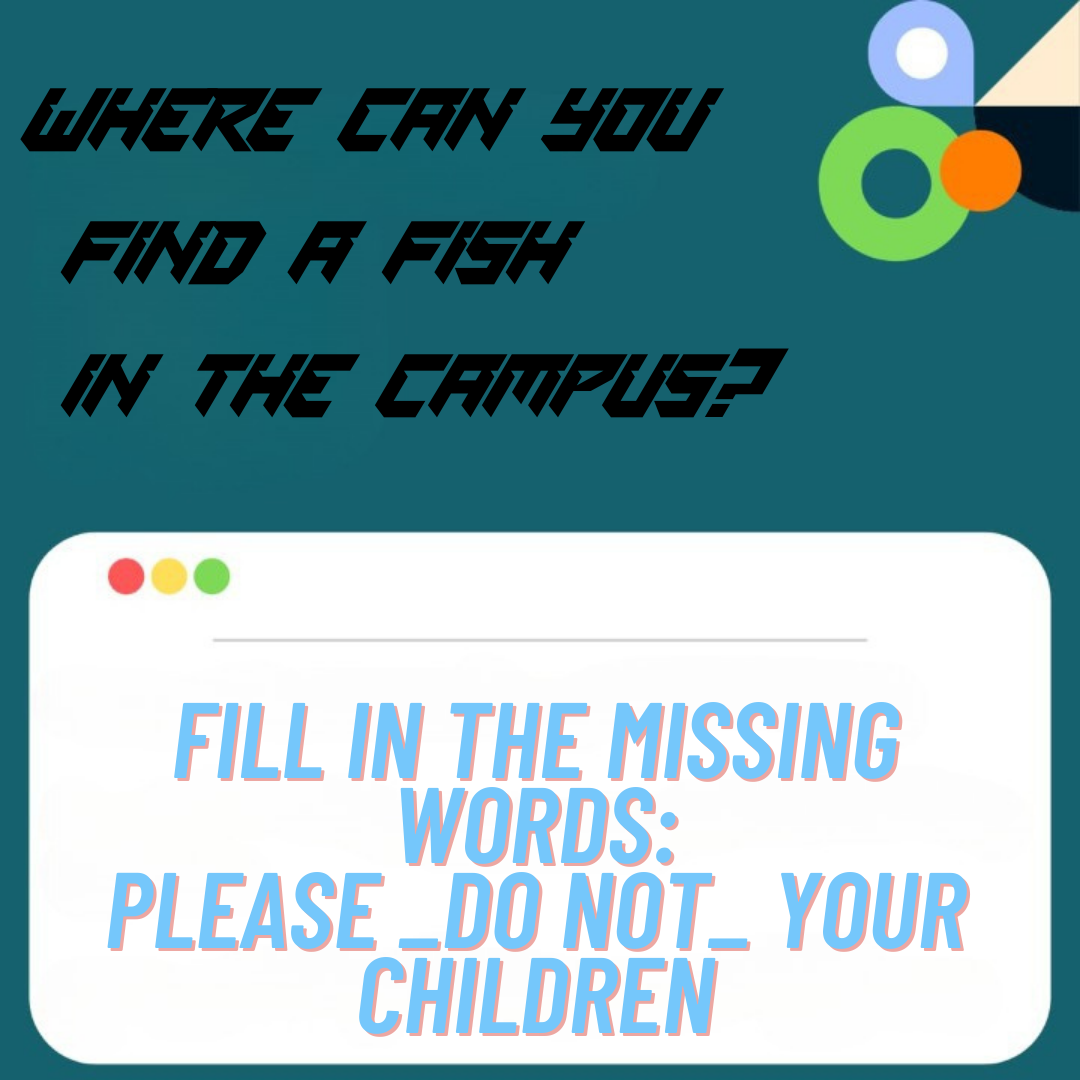 WHERE CAN YOU
FIND A FISH
IN THE CAMPUS?
FILL IN THE MISSING
WORDS:
PLEASE _DO NOT_ YOUR
CHILDREN